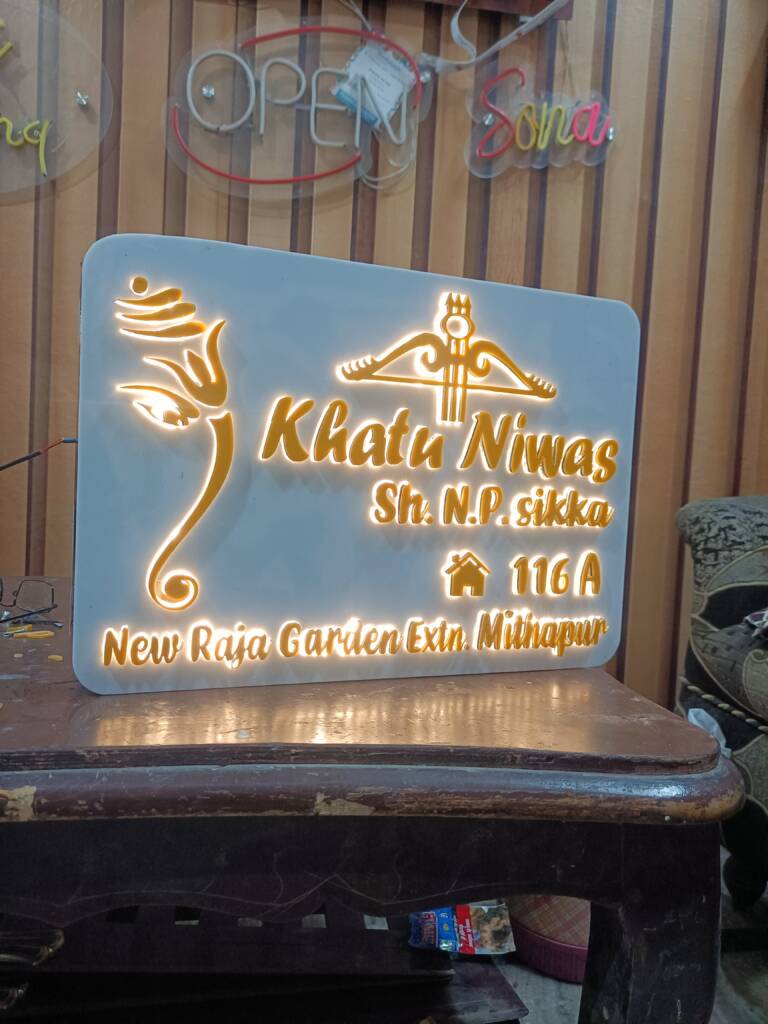 OPEN
Sona
Khatu Niwas
Sh. N.P. sikka
116 A
New Raja Garden Extn. Mithapur